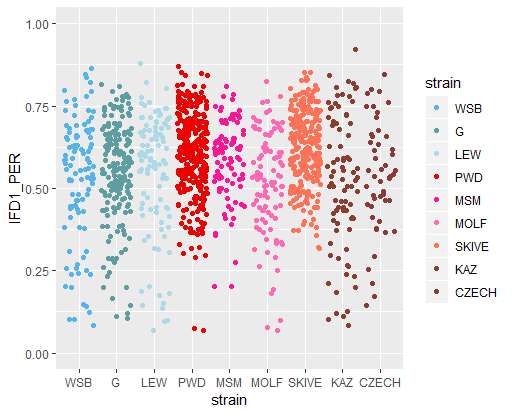 1.00
0.75
0.50
0.25
0.00
IFD1_PER
WSB G LEW PWD MSM MOLF SKIVE KAZ CZECH
strain
strain
WSB
G
LEW
PWD
MSM
MOLF
SKIVE
KAZ
CZECH